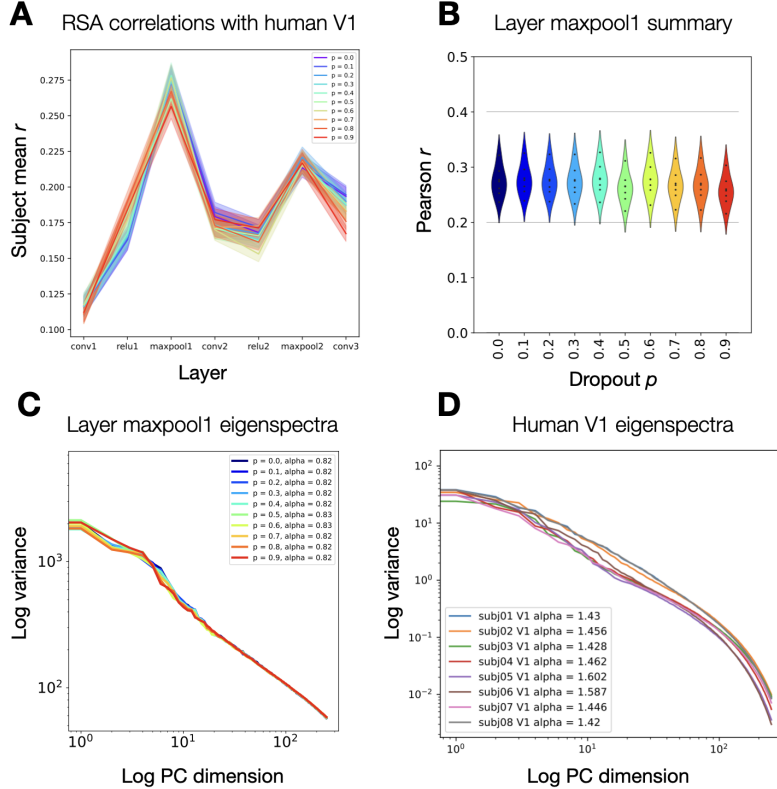 A
RSA correlations with human V1
Subject mean r
0.275
0.250
0.225
0.200
0.175
0.150
0.125
0.100
p = 0.0
p = 0.1
p = 0.2
p = 0.3
p = 0.4
p = 0.5
p = 0.6
p = 0.7
p = 0.8
p = 0.9
conv1 relu1 maxpool1 conv2 relu2 maxpool2 conv3
Layer
B
Layer maxpool1 summary
Pearson r
0.5
0.4
0.3
0.2
0.1
0.0
0.0 0.1 0.2 0.3 0.4 0.5 0.6 0.7 0.8 0.9
Dropout p
C
Layer maxpool1 eigenspectra
Log variance
10³
10²
p = 0.0, alpha = 0.82
p = 0.1, alpha = 0.82
p = 0.2, alpha = 0.82
p = 0.3, alpha = 0.82
p = 0.4, alpha = 0.82
p = 0.5, alpha = 0.83
p = 0.6, alpha = 0.83
p = 0.7, alpha = 0.82
p = 0.8, alpha = 0.82
p = 0.9, alpha = 0.82
10⁰ 10¹ 10²
Log PC dimension
D
Human V1 eigenspectra
Log variance
10²
10¹
10⁰
10⁻¹
10⁻²
subj01 V1 alpha = 1.43
subj02 V1 alpha = 1.456
subj03 V1 alpha = 1.428
subj04 V1 alpha = 1.462
subj05 V1 alpha = 1.602
subj06 V1 alpha = 1.587
subj07 V1 alpha = 1.446
subj08 V1 alpha = 1.42
10⁰ 10¹ 10²
Log PC dimension